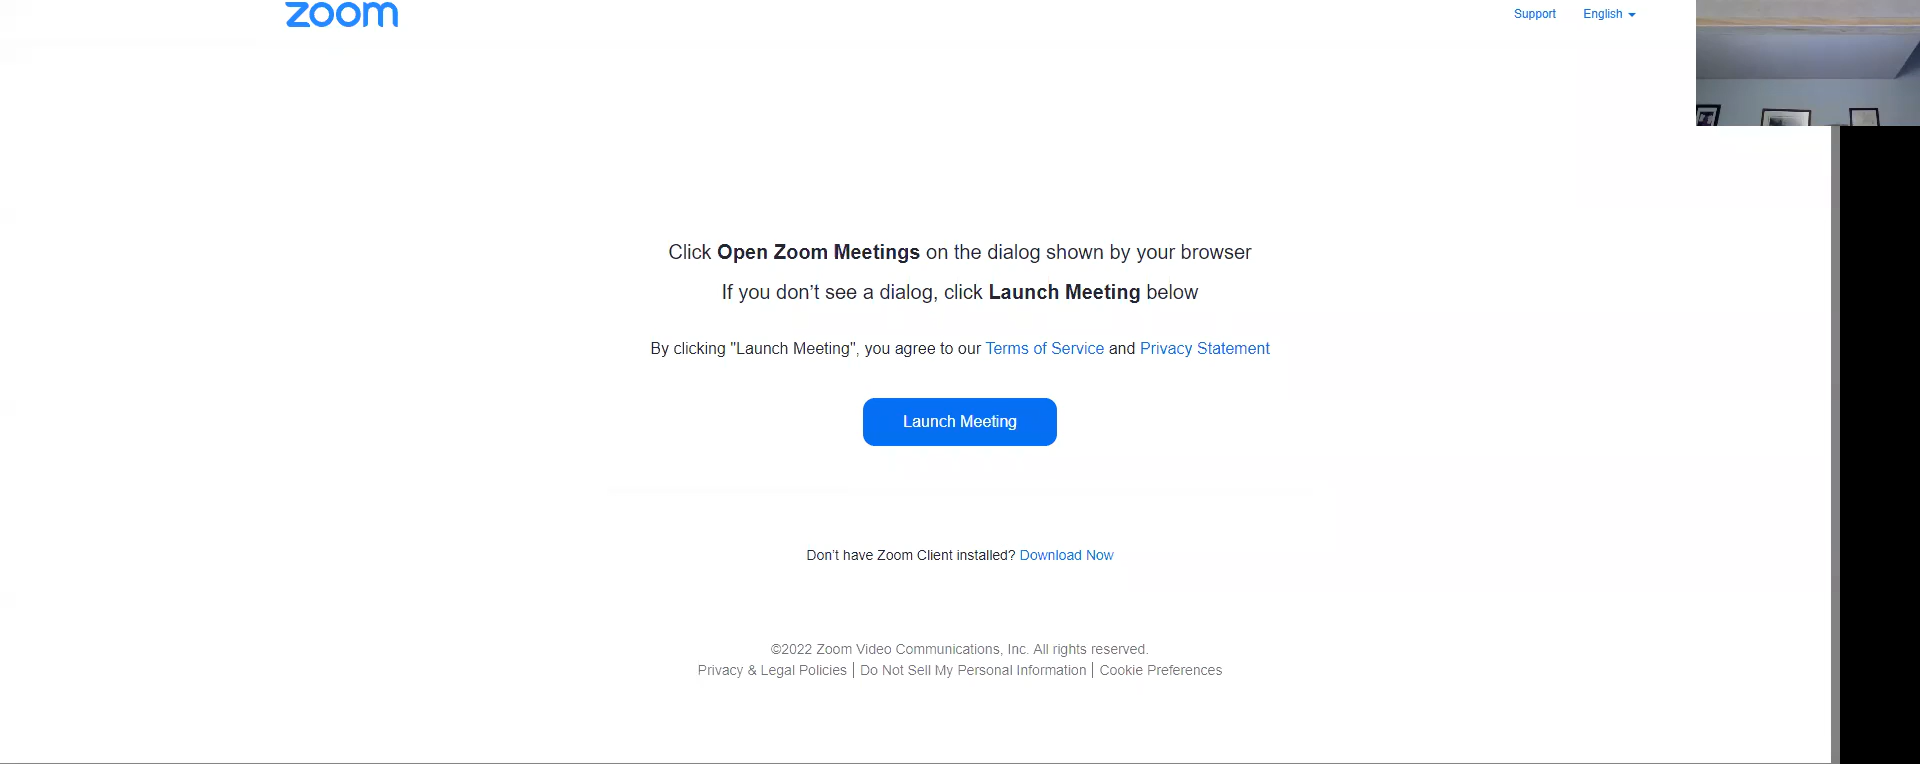 zoom
Support
English
Click Open Zoom Meetings on the dialog shown by your browser
If you don’t see a dialog, click Launch Meeting below
By clicking "Launch Meeting", you agree to our Terms of Service and Privacy Statement
Launch Meeting
Don’t have Zoom Client installed? Download Now
©2022 Zoom Video Communications, Inc. All rights reserved.
Privacy & Legal Policies | Do Not Sell My Personal Information | Cookie Preferences